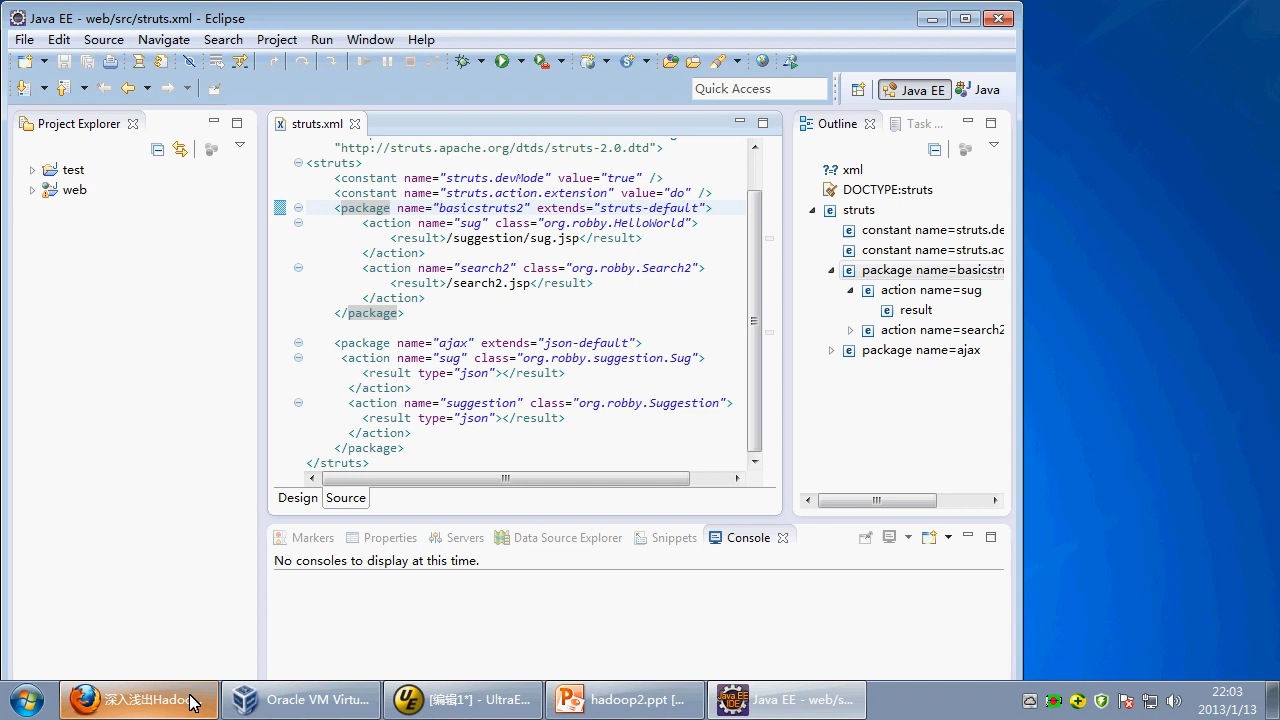 Java EE - web/src/struts.xml - Eclipse
File Edit Source Navigate Search Project Run Window Help
Quick Access
Java EE
Java
Project Explorer
test
web
struts.xml
"http://struts.apache.org/dtds/struts-2.0.dtd">
<struts>
<constant name="struts.devMode" value="true" />
<constant name="struts.action.extension" value="do" />
<package name="basicstruts2" extends="struts-default">
<action name="sug" class="org.robby.HelloWorld">
<result>/suggestion/sug.jsp</result>
</action>
<action name="search2" class="org.robby.Search2">
<result>/search2.jsp</result>
</action>
</package>
<package name="ajax" extends="json-default">
<action name="sug" class="org.robby.suggestion.Sug">
<result type="json"></result>
</action>
<action name="suggestion" class="org.robby.Suggestion">
<result type="json"></result>
</action>
</package>
</struts>
Design Source
Outline
Task ...
?-? xml
DOCTYPE:struts
struts
constant name=struts.de
constant name=struts.ac
package name=basicstru
action name=sug
result
action name=search2
package name=ajax
Markers Properties Servers Data Source Explorer Snippets Console
No consoles to display at this time.
深入浅出Hadoo
Oracle VM Virtu...
[编辑1*] - UltraE...
hadoop2.ppt [...
Java EE - web/s...
22:03
2013/1/13